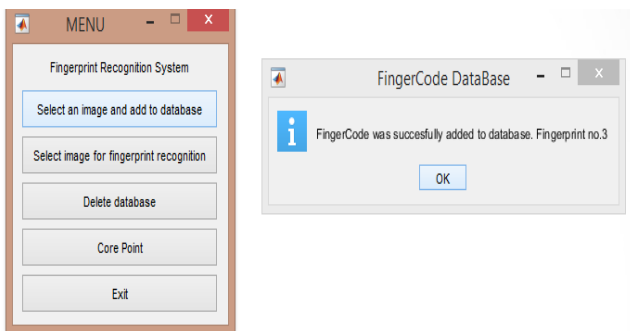 MENU
Fingerprint Recognition System
Select an image and add to database
Select image for fingerprint recognition
Delete database
Core Point
Exit
FingerCode DataBase
FingerCode was succesfully added to database. Fingerprint no.3
OK